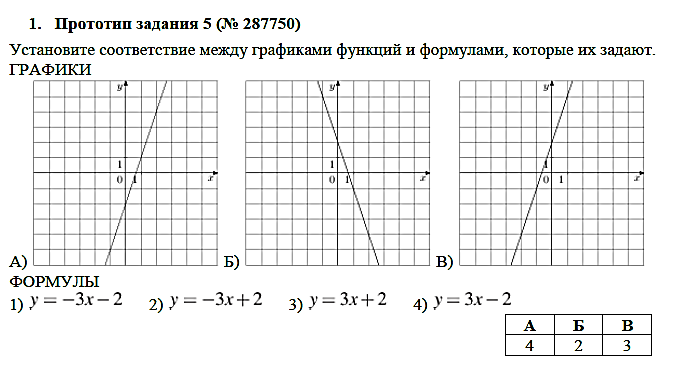 1. Прототип задания 5 (№ 287750)
Установите соответствие между графиками функций и формулами, которые их задают.
ГРАФИКИ
y y y
1 1 1
0 1 x 0 1 x 0 1 x
А) Б) В)
ФОРМУЛЫ
1) y = −3x − 2 2) y = −3x + 2 3) y = 3x + 2 4) y = 3x − 2
А Б В
4 2 3